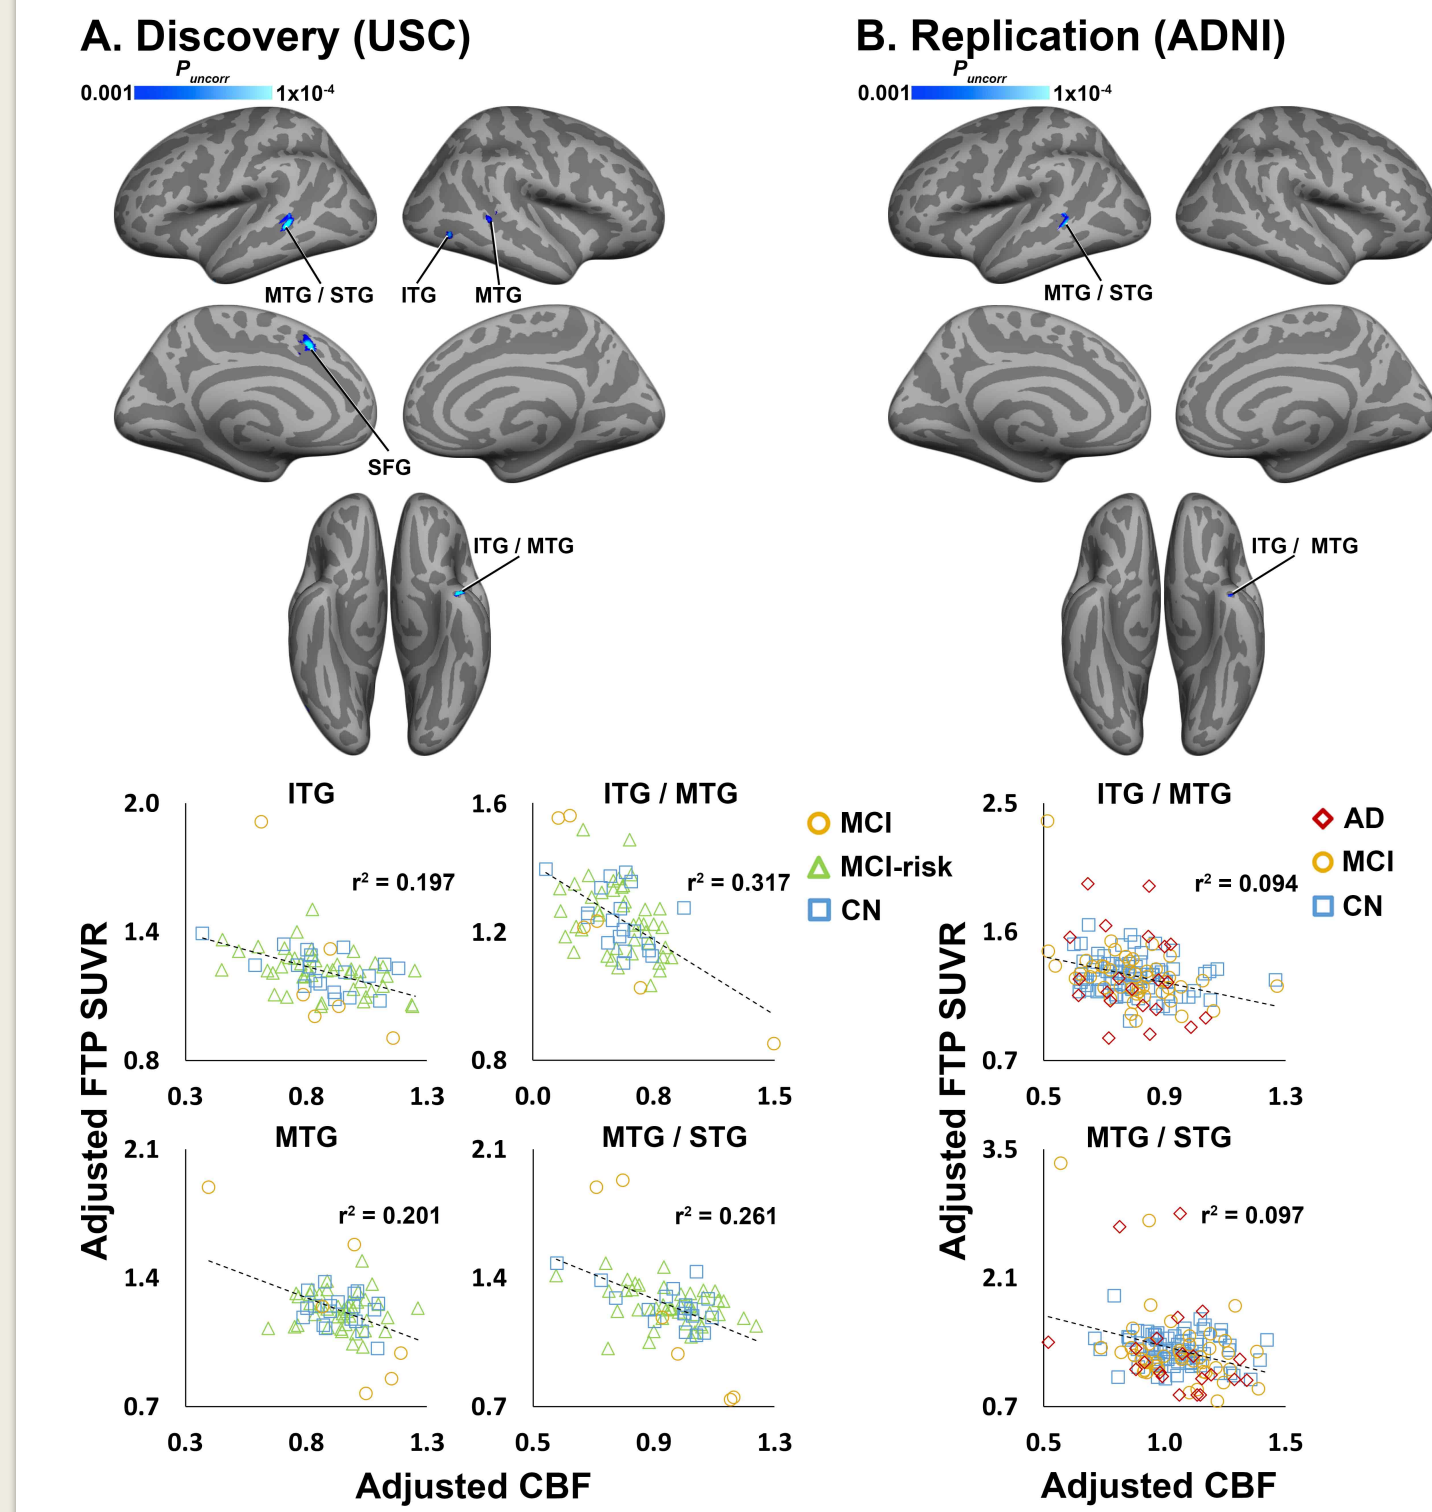 A. Discovery (USC)
P uncorr
0.001 1x10-4
MTG / STG ITG MTG
SFG
ITG / MTG
B. Replication (ADNI)
P uncorr
0.001 1x10-4
MTG / STG
ITG / MTG
Adjusted FTP SUVR
ITG
2.0
1.4
0.8
r2 = 0.197
0.3 0.8 1.3
ITG / MTG
1.6
1.2
0.8
r2 = 0.317
0.0 0.8 1.5
MCI
MCI-risk
CN
MTG
2.1
1.4
0.7
r2 = 0.201
0.3 0.8 1.3
MTG / STG
2.1
1.4
0.7
r2 = 0.261
0.5 0.9 1.3
Adjusted CBF
Adjusted FTP SUVR
ITG / MTG
2.5
1.6
0.7
r2 = 0.094
0.5 0.9 1.3
AD
MCI
CN
MTG / STG
3.5
2.1
0.7
r2 = 0.097
0.5 1.0 1.5
Adjusted CBF